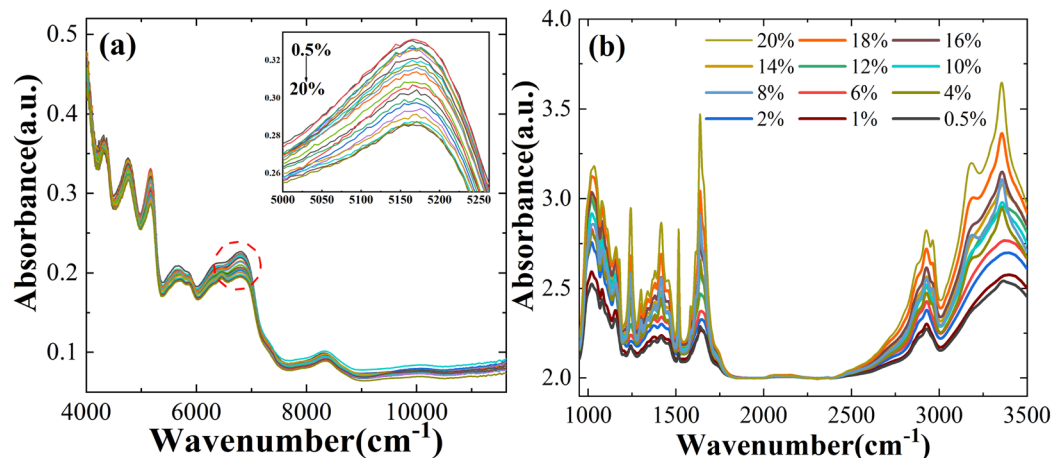 (a)
0.5%
20%
0.32
0.30
0.28
0.26
5000 5050 5100 5150 5200 5250
0.5
0.4
0.3
0.2
0.1
4000 6000 8000 10000
Absorbance(a.u.)
Wavenumber(cm-1)
(b)
20% 18% 16%
14% 12% 10%
8% 6% 4%
2% 1% 0.5%
4.0
3.5
3.0
2.5
2.0
1000 1500 2000 2500 3000 3500
Absorbance(a.u.)
Wavenumber(cm-1)